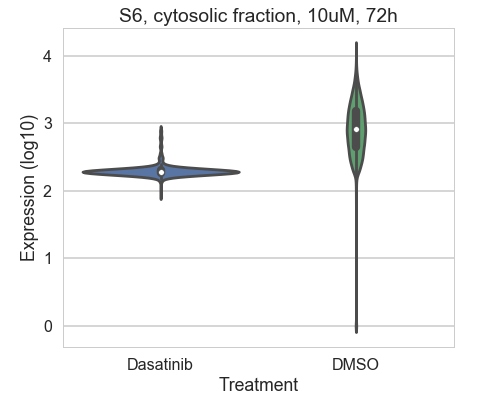 S6, cytosolic fraction, 10uM, 72h
Expression (log10)
4
3
2
1
0
Dasatinib
DMSO
Treatment